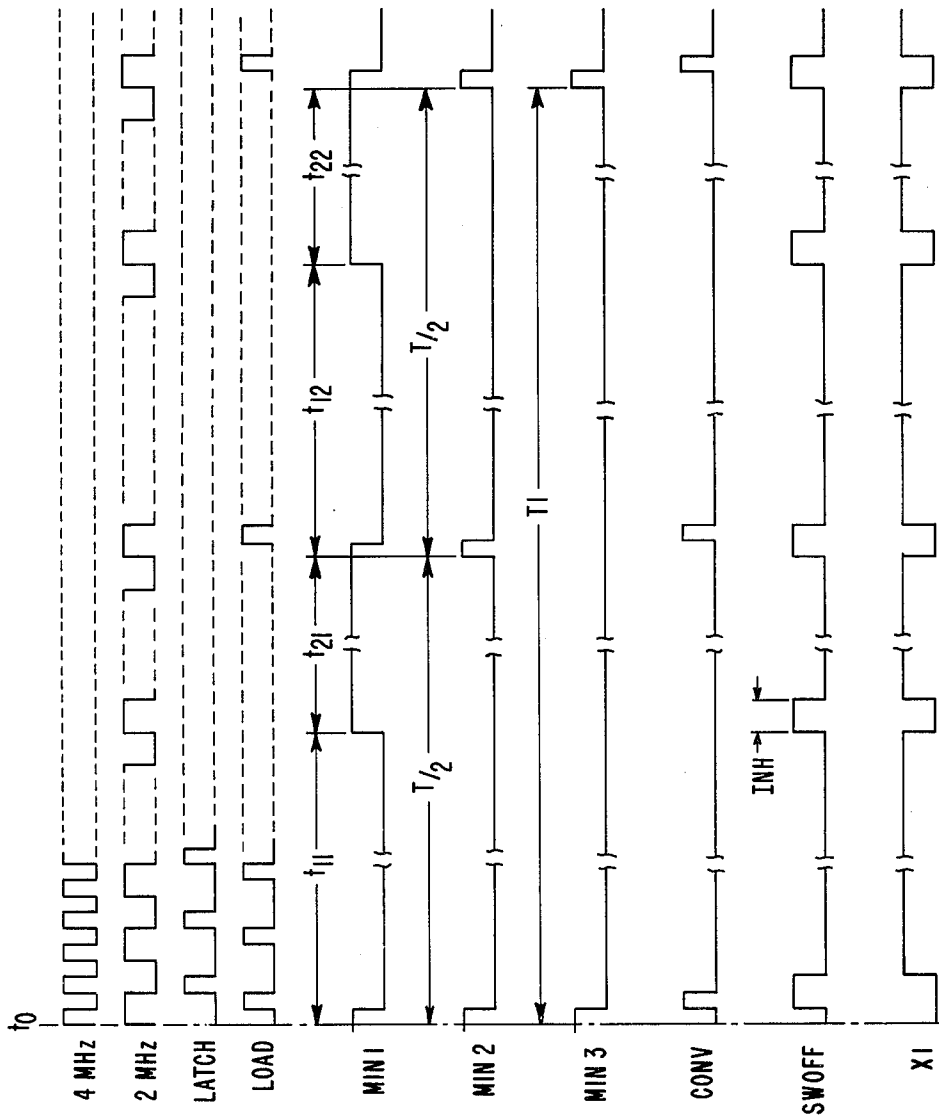 t0
4 MHz
2 MHz
LATCH
LOAD
t11
t21
t12
t22
MIN 1
T/2
T/2
MIN 2
T1
MIN 3
CONV
INH
SWOFF
X1